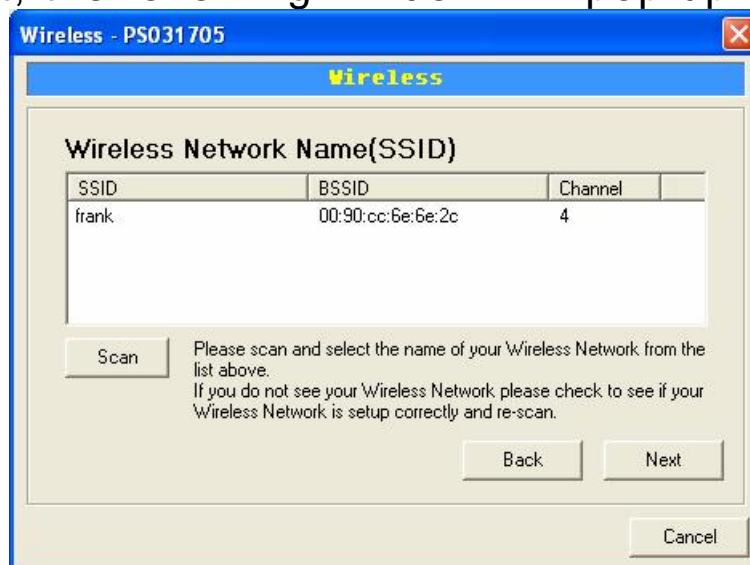 Wireless - PS031705
Wireless
Wireless Network Name(SSID)
SSID BSSID Channel
frank 00:90:cc:6e:6e:2c 4
Scan
Please scan and select the name of your Wireless Network from the
list above.
If you do not see your Wireless Network please check to see if your
Wireless Network is setup correctly and re-scan.
Back Next
Cancel